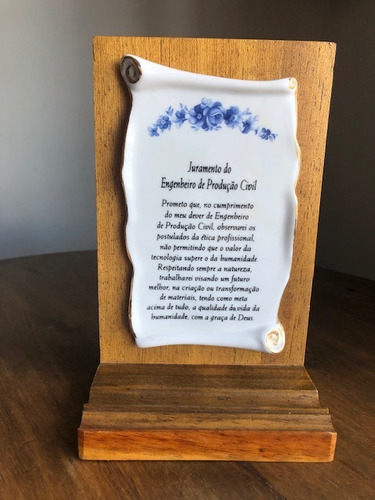 Juramento do
Engenheiro de Produção Civil
Prometo que, no cumprimento
do meu dever de Engenheiro
de Produção Civil, observarei os
postulados da ética profissional,
não permitindo que o valor da
tecnologia supere o da humanidade.
Respeitando sempre a natureza,
trabalharei visando um futuro
melhor, na criação ou transformação
de materiais, tendo como meta
acima de tudo, a qualidade da vida da
humanidade, com a graça de Deus.